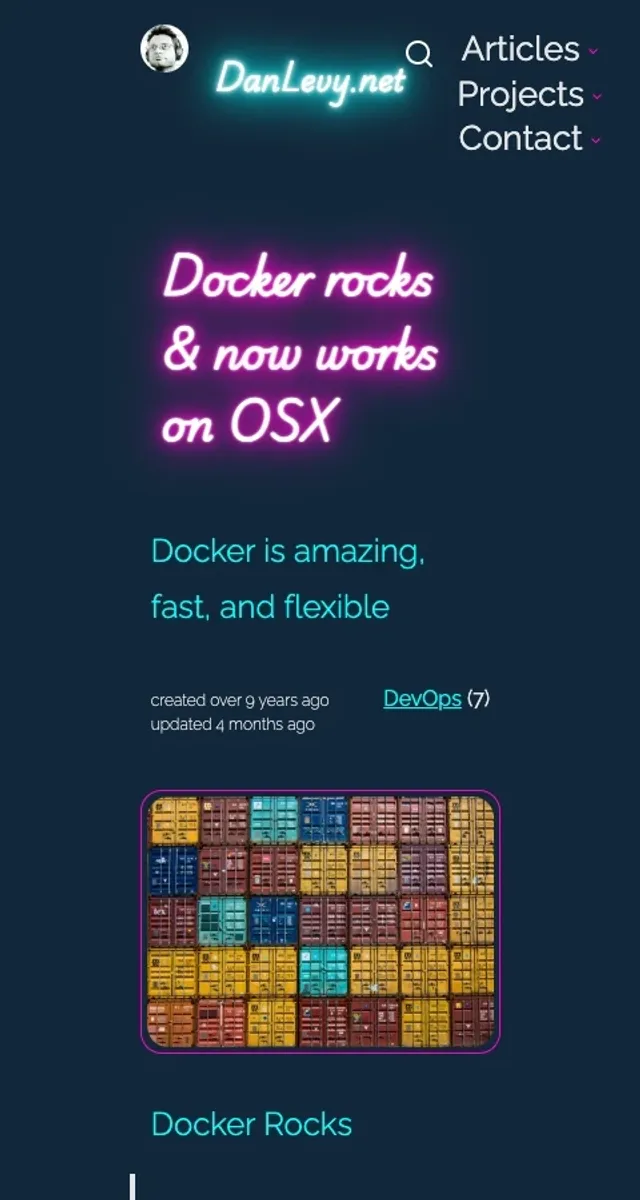 DanLevy.net
Articles
Projects
Contact
Docker rocks
& now works
on OSX
Docker is amazing,
fast, and flexible
created over 9 years ago
updated 4 months ago
DevOps (7)
Docker Rocks